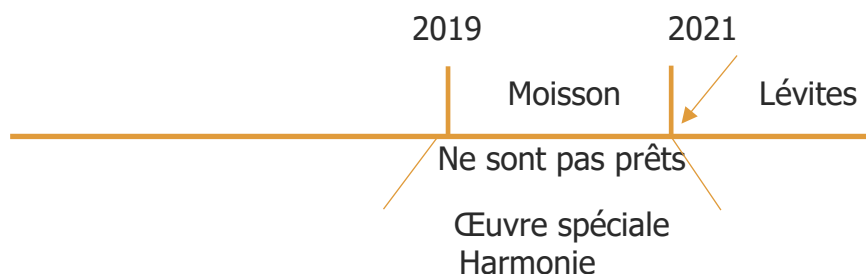 2019 2021
Moisson Lévites
Ne sont pas prêts
Œuvre spéciale
Harmonie